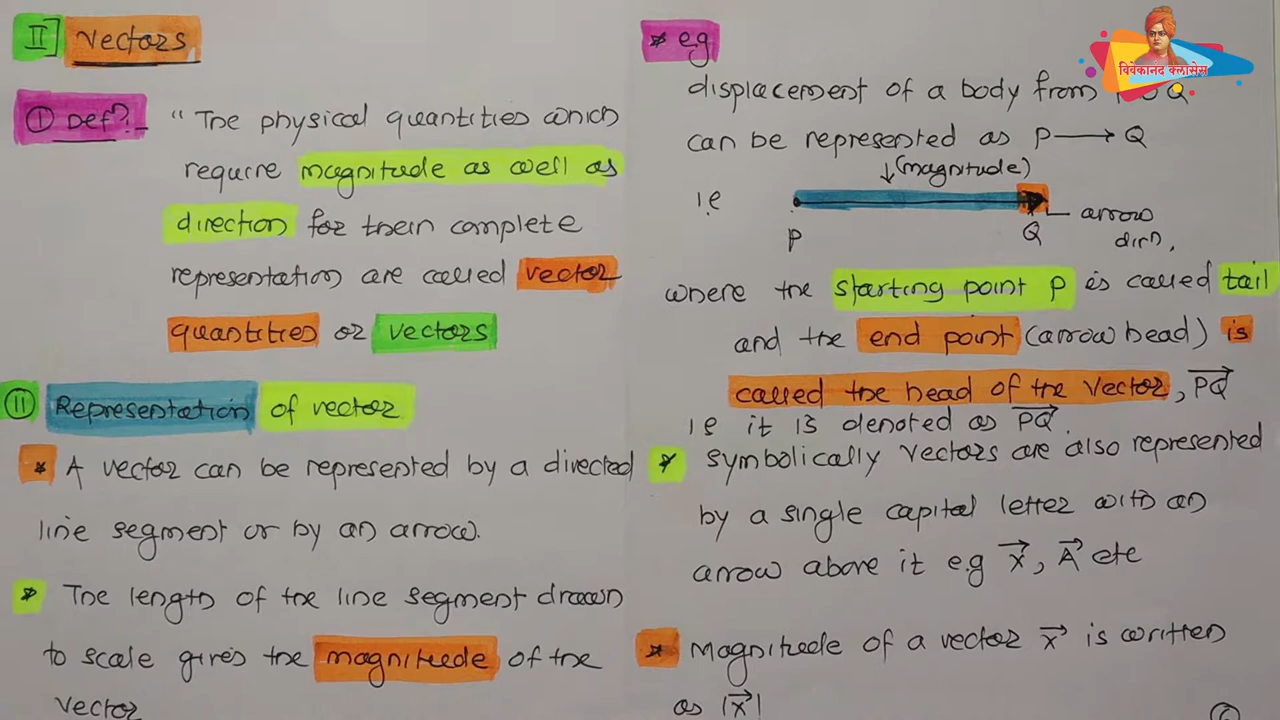 II] Vectors
① Defⁿ:- "The physical quantities which
require magnitude as well as
direction for their complete
representation are called vector
quantities or vectors
⑪ Representation of vector
* A vector can be represented by a directed
line segment or by an arrow.
* The length of the line segment drawn
to scale gives the magnitude of the
vector
* e.g
displacement of a body from Q
can be represented as P → Q
↓(magnitude)
i.e
arrow
P Q dirn,
where the starting point P is called tail
and the end point (arrow head) is
called the head of the vector, PQ⃗
ie it is denoted as PQ⃗.
* Symbolically vectors are also represented
by a single capital letter with an
arrow above it e.g X⃗, A⃗ etc
* Magnitude of a vector X⃗ is written
as |X⃗|
विवेकानंद क्लासेस